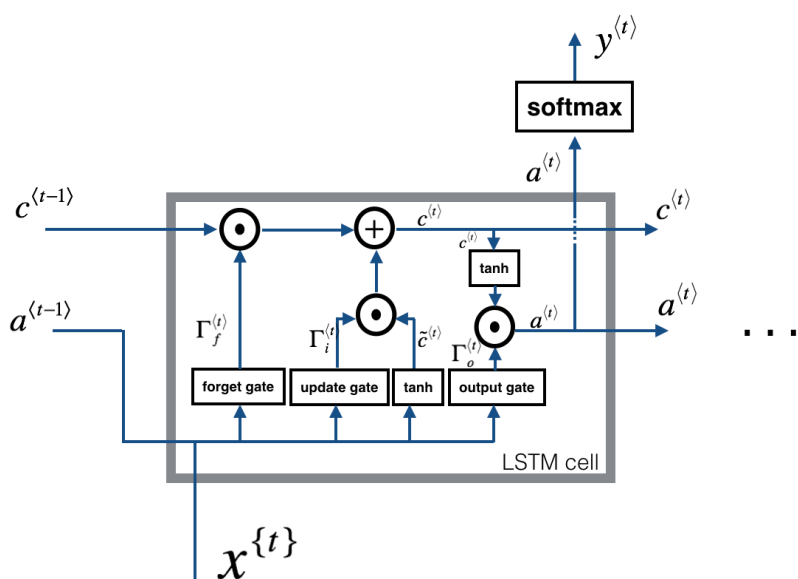 y⟨t⟩
softmax
a⟨t⟩
c⟨t−1⟩
c⟨t⟩
c⟨t⟩
c⟨t⟩
tanh
a⟨t−1⟩
Γf⟨t⟩
Γi⟨t⟩
c̃⟨t⟩
Γo⟨t⟩
a⟨t⟩
a⟨t⟩
...
forget gate
update gate
tanh
output gate
LSTM cell
x{t}